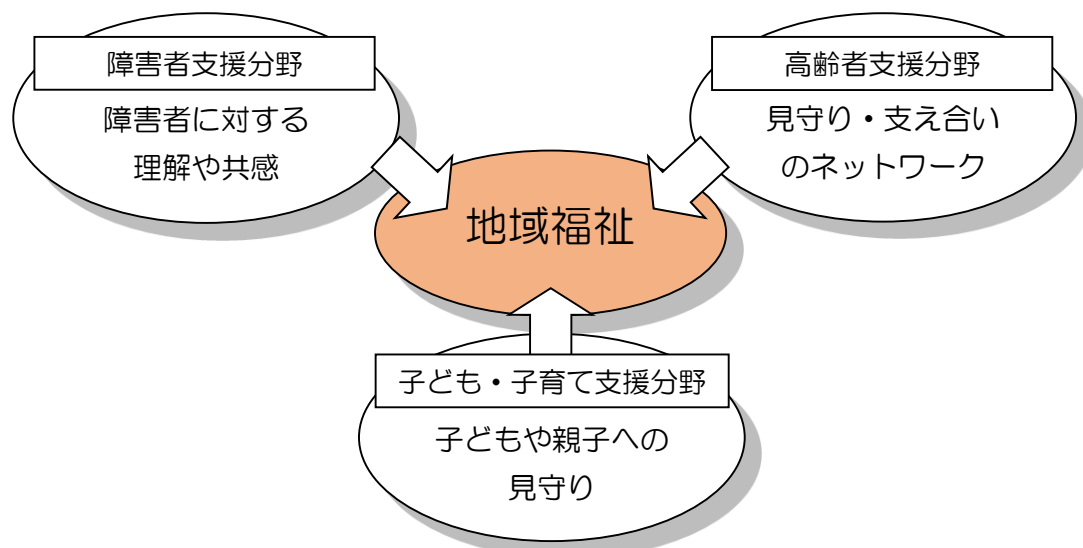 障害者支援分野
障害者に対する
理解や共感
高齢者支援分野
見守り・支え合い
のネットワーク
地域福祉
子ども・子育て支援分野
子どもや親子への
見守り